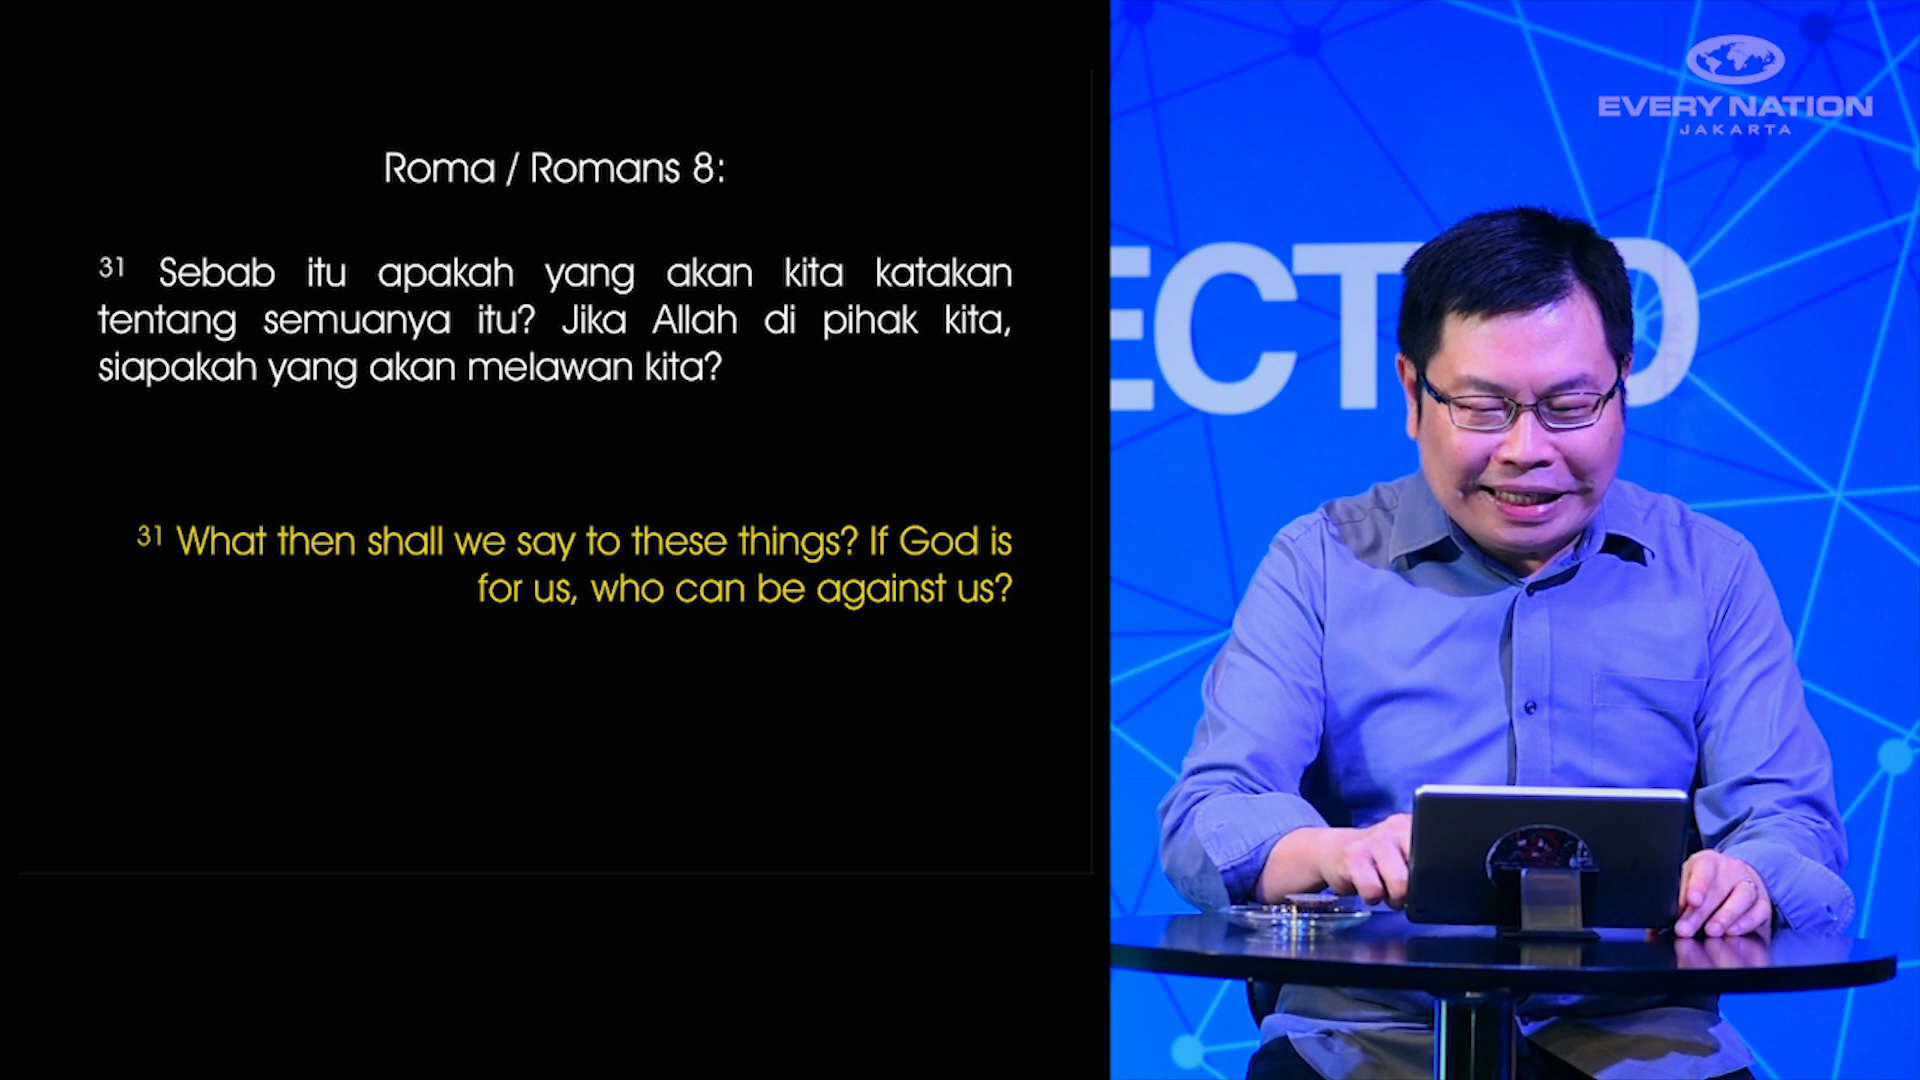 Roma / Romans 8:
31 Sebab itu apakah yang akan kita katakan
tentang semuanya itu? Jika Allah di pihak kita,
siapakah yang akan melawan kita?
31 What then shall we say to these things? If God is
for us, who can be against us?
EVERY NATION
JAKARTA
ECT D